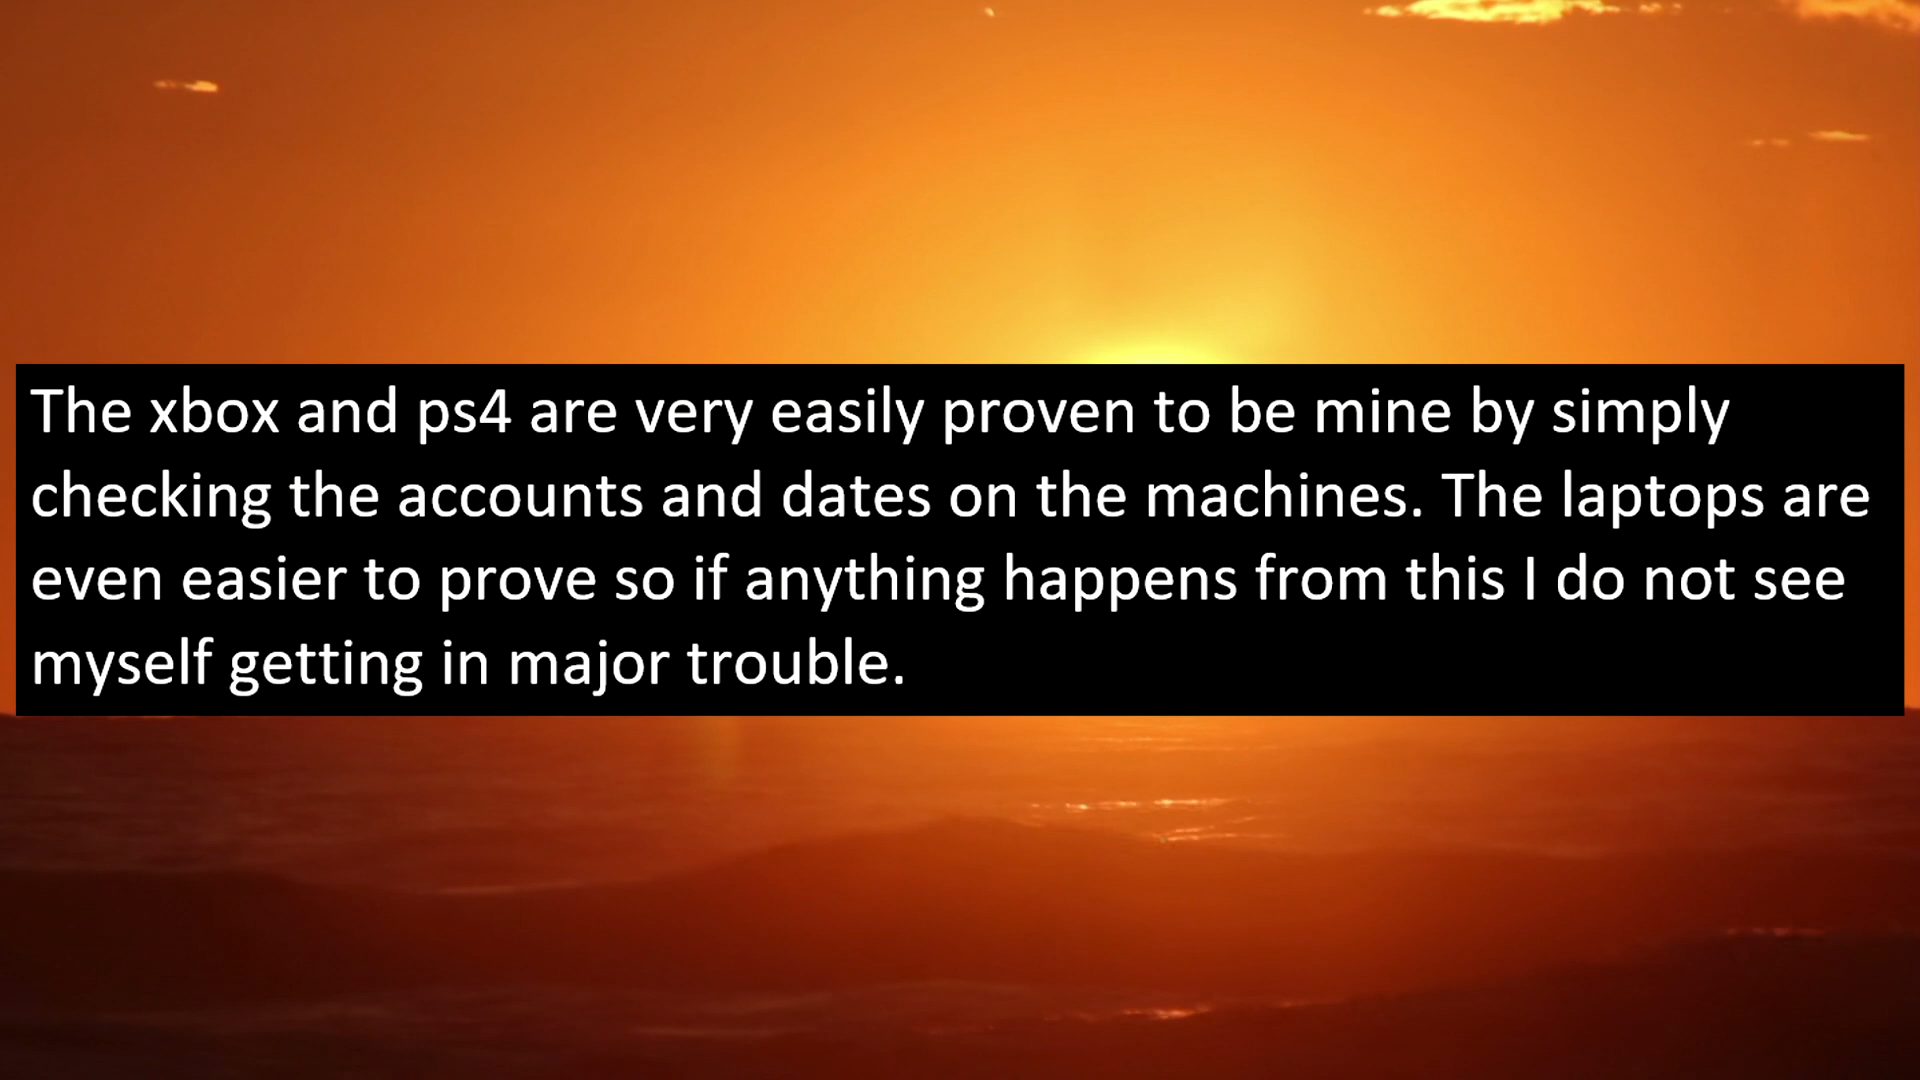 The xbox and ps4 are very easily proven to be mine by simply
checking the accounts and dates on the machines. The laptops are
even easier to prove so if anything happens from this I do not see
myself getting in major trouble.